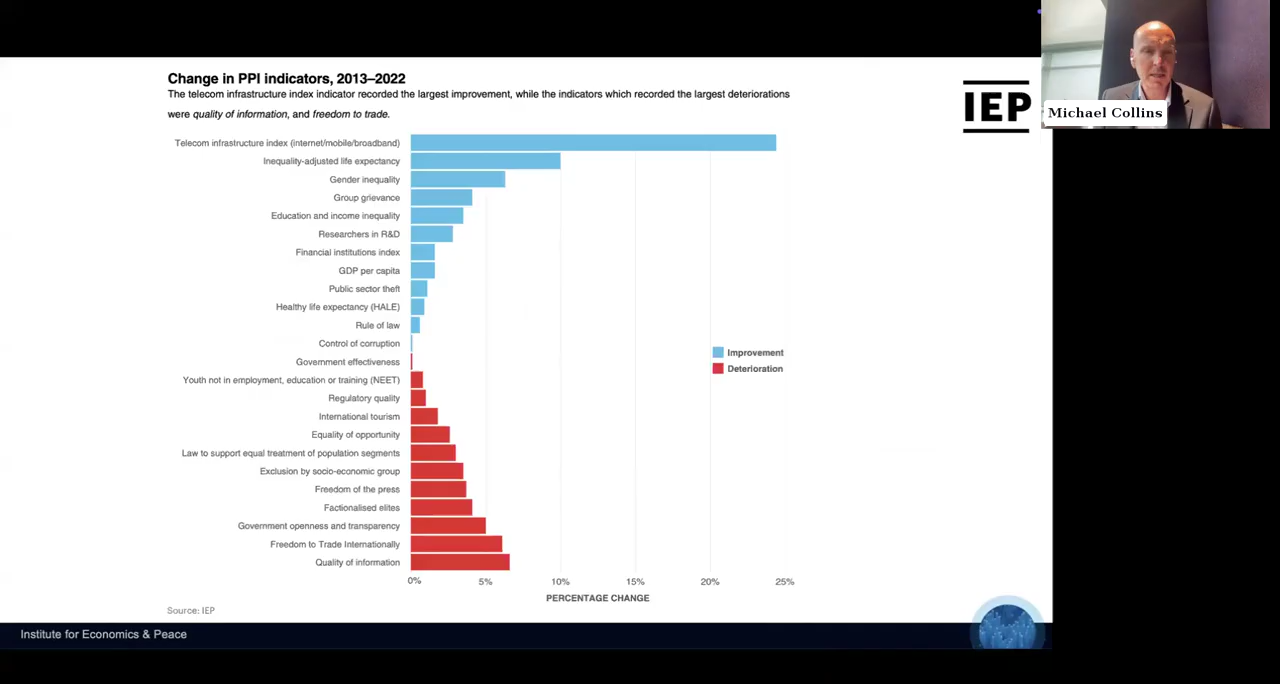 Change in PPI indicators, 2013–2022
The telecom infrastructure index indicator recorded the largest improvement, while the indicators which recorded the largest deteriorations
were quality of information, and freedom to trade.
IEP
Michael Collins
Telecom infrastructure index (internet/mobile/broadband)
Inequality-adjusted life expectancy
Gender inequality
Group grievance
Education and income inequality
Researchers in R&D
Financial institutions index
GDP per capita
Public sector theft
Healthy life expectancy (HALE)
Rule of law
Control of corruption
Government effectiveness
Youth not in employment, education or training (NEET)
Regulatory quality
International tourism
Equality of opportunity
Law to support equal treatment of population segments
Exclusion by socio-economic group
Freedom of the press
Factionalised elites
Government openness and transparency
Freedom to Trade Internationally
Quality of information
Improvement
Deterioration
0% 5% 10% 15% 20% 25%
PERCENTAGE CHANGE
Source: IEP
Institute for Economics & Peace